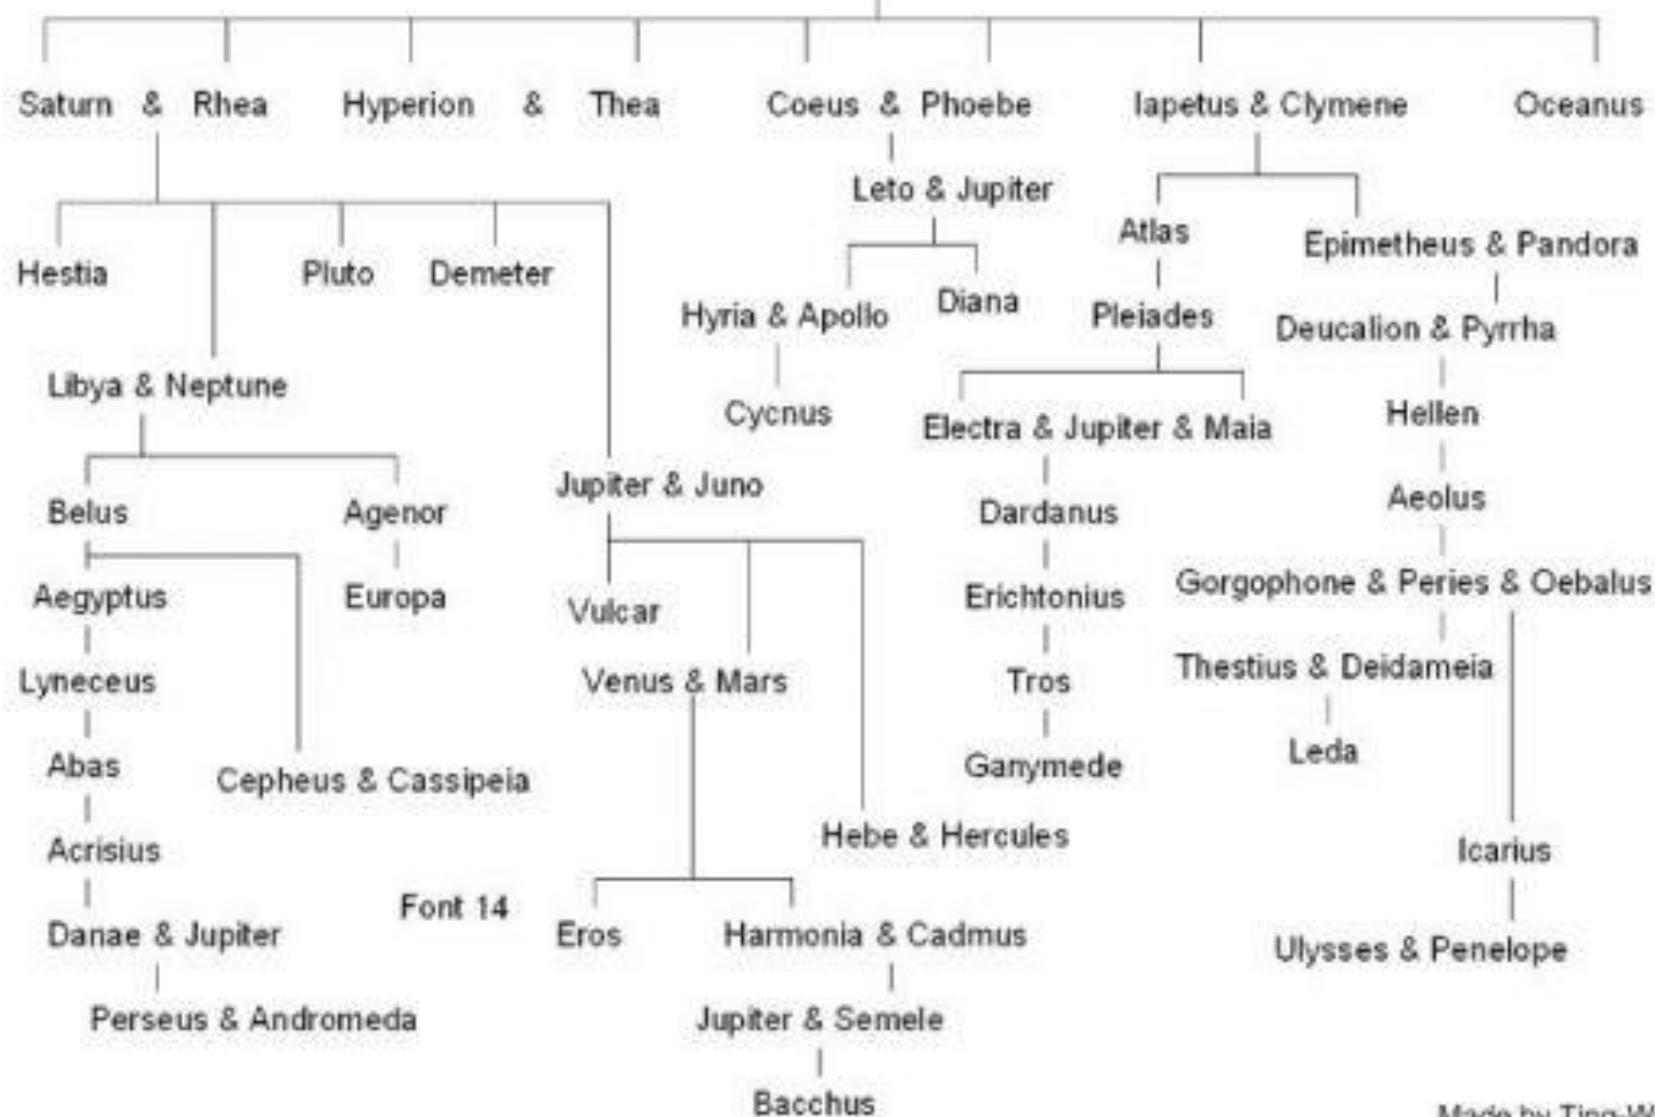 Saturn & Rhea Hyperion & Thea Coeus & Phoebe Iapetus & Clymene Oceanus
Leto & Jupiter
Atlas
Epimetheus & Pandora
Hestia Pluto Demeter
Diana
Hyria & Apollo Pleiades
Deucalion & Pyrrha
Libya & Neptune
Cycnus Hellen
Electra & Jupiter & Maia
Jupiter & Juno
Aeolus
Belus Agenor Dardanus
Gorgophone & Peries & Oebalus
Aegyptus Europa Erichtonius
Vulcar
Thestius & Deidameia
Lyneceus Venus & Mars Tros
Leda
Abas Ganymede
Cepheus & Cassipeia
Hebe & Hercules
Acrisius Icarius
Font 14
Danae & Jupiter Eros Harmonia & Cadmus
Ulysses & Penelope
Perseus & Andromeda Jupiter & Semele
Bacchus
Made by